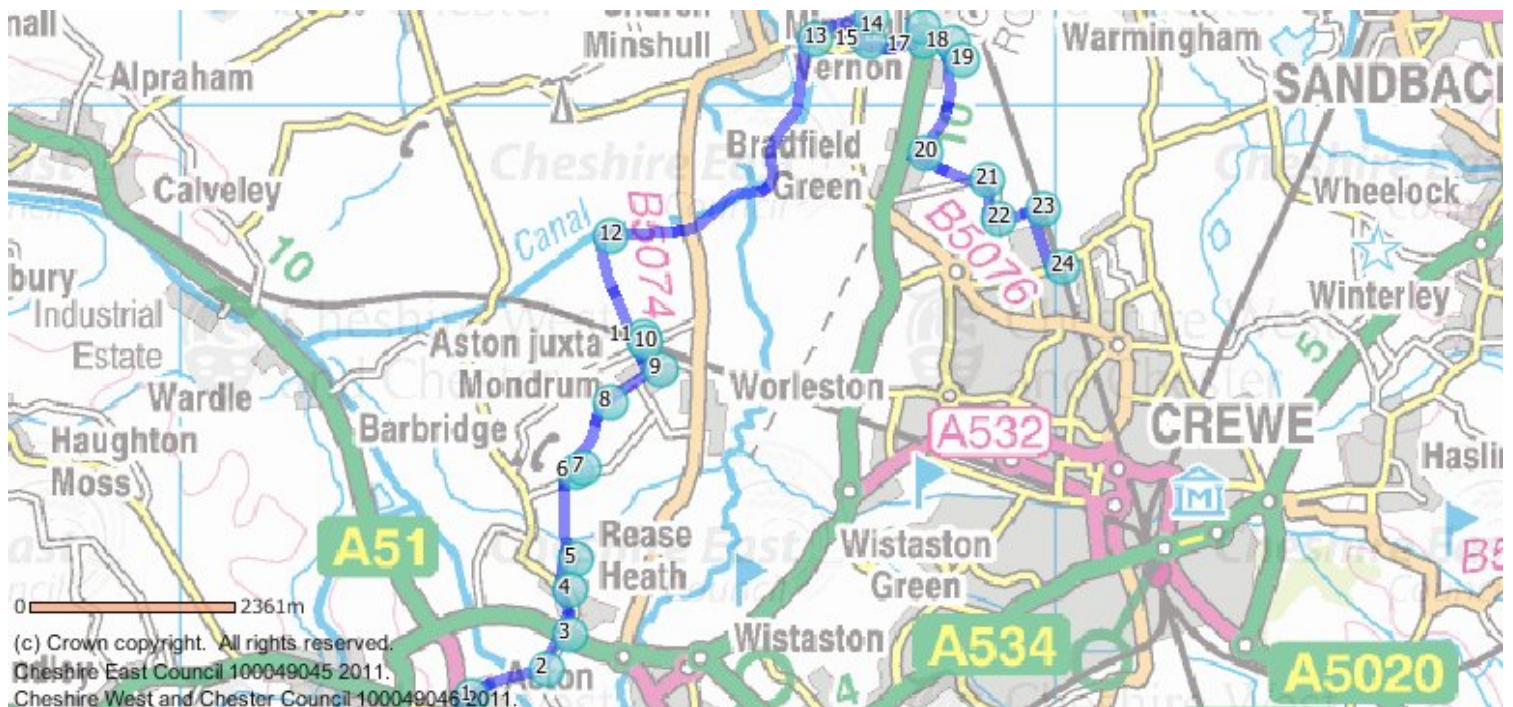 Alpraham
Minshull
Vernon
Warmingham
SANDBAC
Calveley
Bradfield
Green
Wheelock
Canal
B5074
B5076
10
10
Industrial
Estate
Wardle
Aston juxta
Mondrum
Worleston
Winterley
Barbridge
Haughton
Moss
A532
CREWE
5
A51
Rease
Heath
Wistaston
Green
Wistaston
A534
A5020
4
Cheshire East
Council
1
2
3
4
5
6
7
8
9
10
11
12
13
14
15
17
18
19
20
21
22
23
24
0
2361m
(c) Crown copyright. All rights reserved.
Cheshire East Council 100049045 2011.
Cheshire West and Chester Council 100049046 2011.